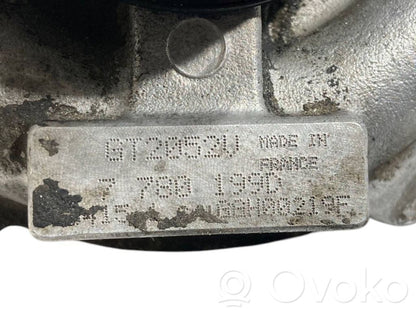 GT2052V MADE IN
FRANCE
7 780 199D
Ovoko